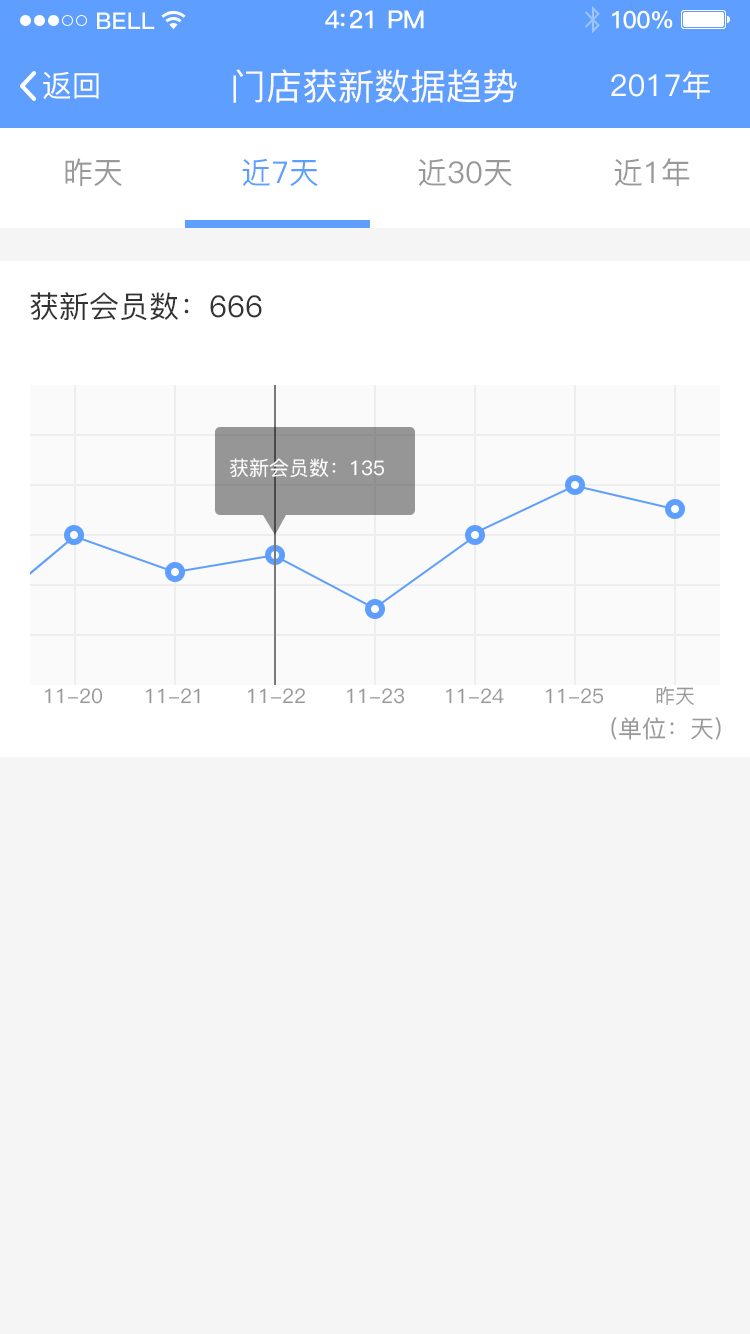 BELL 4:21 PM 100%
返回 门店获新数据趋势 2017年
昨天 近7天 近30天 近1年
获新会员数：666
获新会员数：135
11-20 11-21 11-22 11-23 11-24 11-25 昨天
(单位：天)